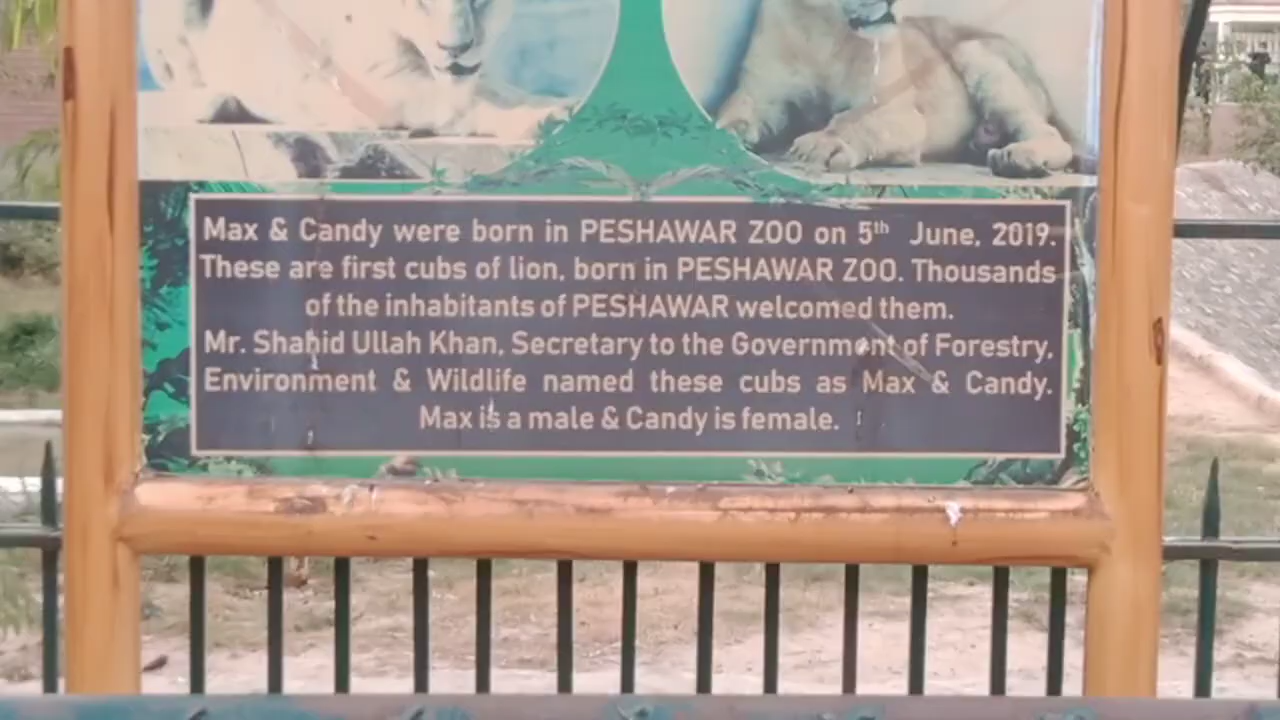 Max & Candy were born in PESHAWAR ZOO on 5th June, 2019.
These are first cubs of lion, born in PESHAWAR ZOO. Thousands
of the inhabitants of PESHAWAR welcomed them.
Mr. Shahid Ullah Khan, Secretary to the Government of Forestry,
Environment & Wildlife named these cubs as Max & Candy.
Max is a male & Candy is female.